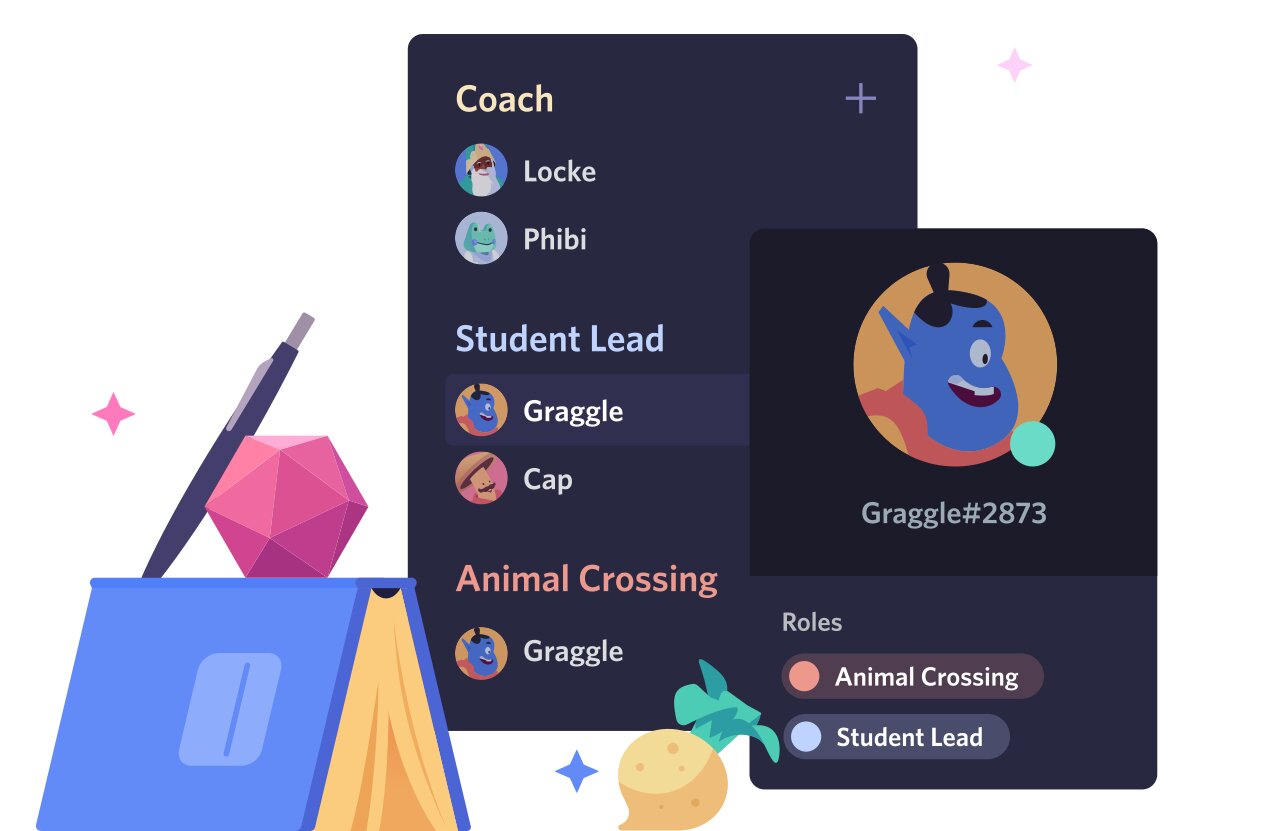 Coach
Locke
Phibi
Student Lead
Graggle
Cap
Animal Crossing
Graggle
Graggle#2873
Roles
Animal Crossing
Student Lead